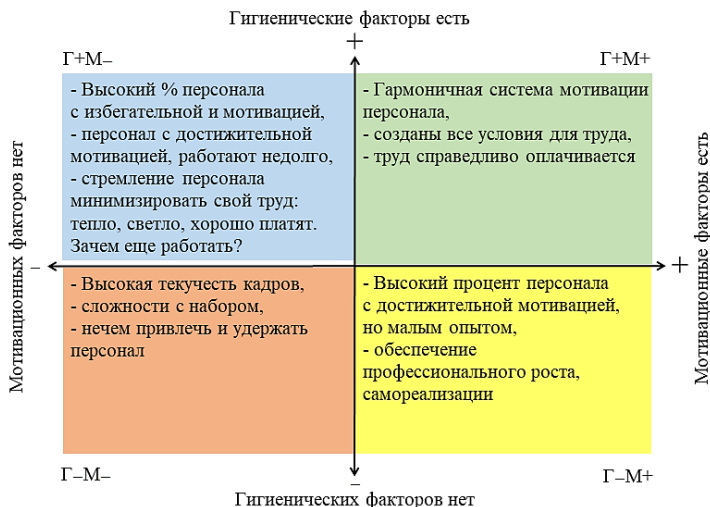 Гигиенические факторы есть
+
Г+М–
Г+М+
- Высокий % персонала
с избегательной и мотивацией,
- персонал с достижительной
мотивацией, работают недолго,
- стремление персонала
минимизировать свой труд:
тепло, светло, хорошо платят.
Зачем еще работать?
- Гармоничная система мотивации
персонала,
- созданы все условия для труда,
- труд справедливо оплачивается
Мотивационных факторов нет
–
+
Мотивационные факторы есть
- Высокая текучесть кадров,
- сложности с набором,
- нечем привлечь и удержать
персонал
- Высокий процент персонала
с достижительной мотивацией,
но малым опытом,
- обеспечение
профессионального роста,
самореализации
Г–М–
–
Г–М+
Гигиенических факторов нет